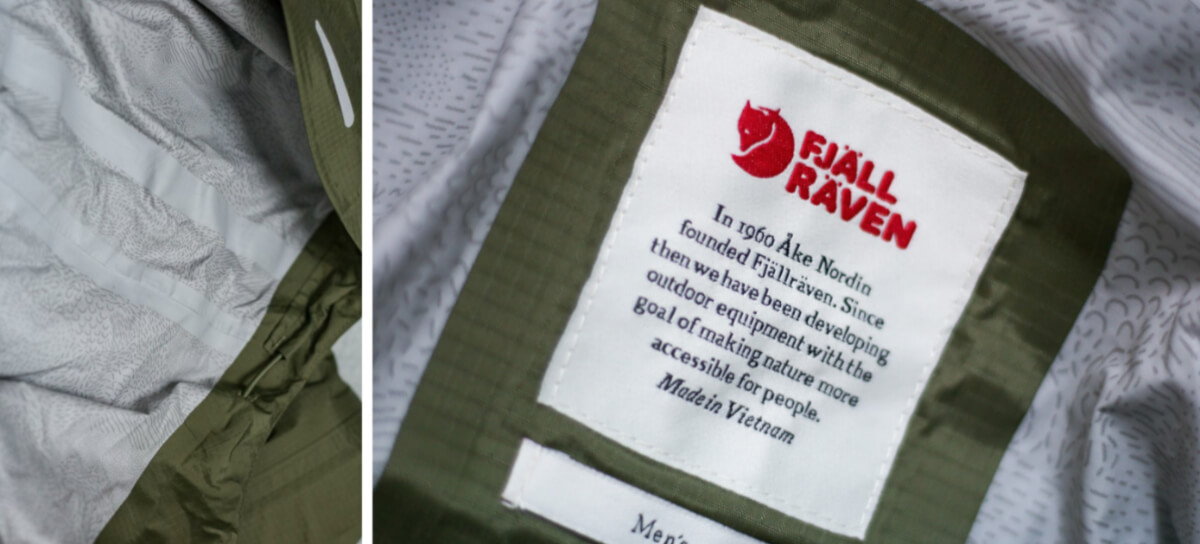 FJÄLL
RÄVEN
In 1960 Åke Nordin
founded Fjällräven. Since
then we have been developing
outdoor equipment with the
goal of making nature more
accessible for people.
Made in Vietnam
Men's